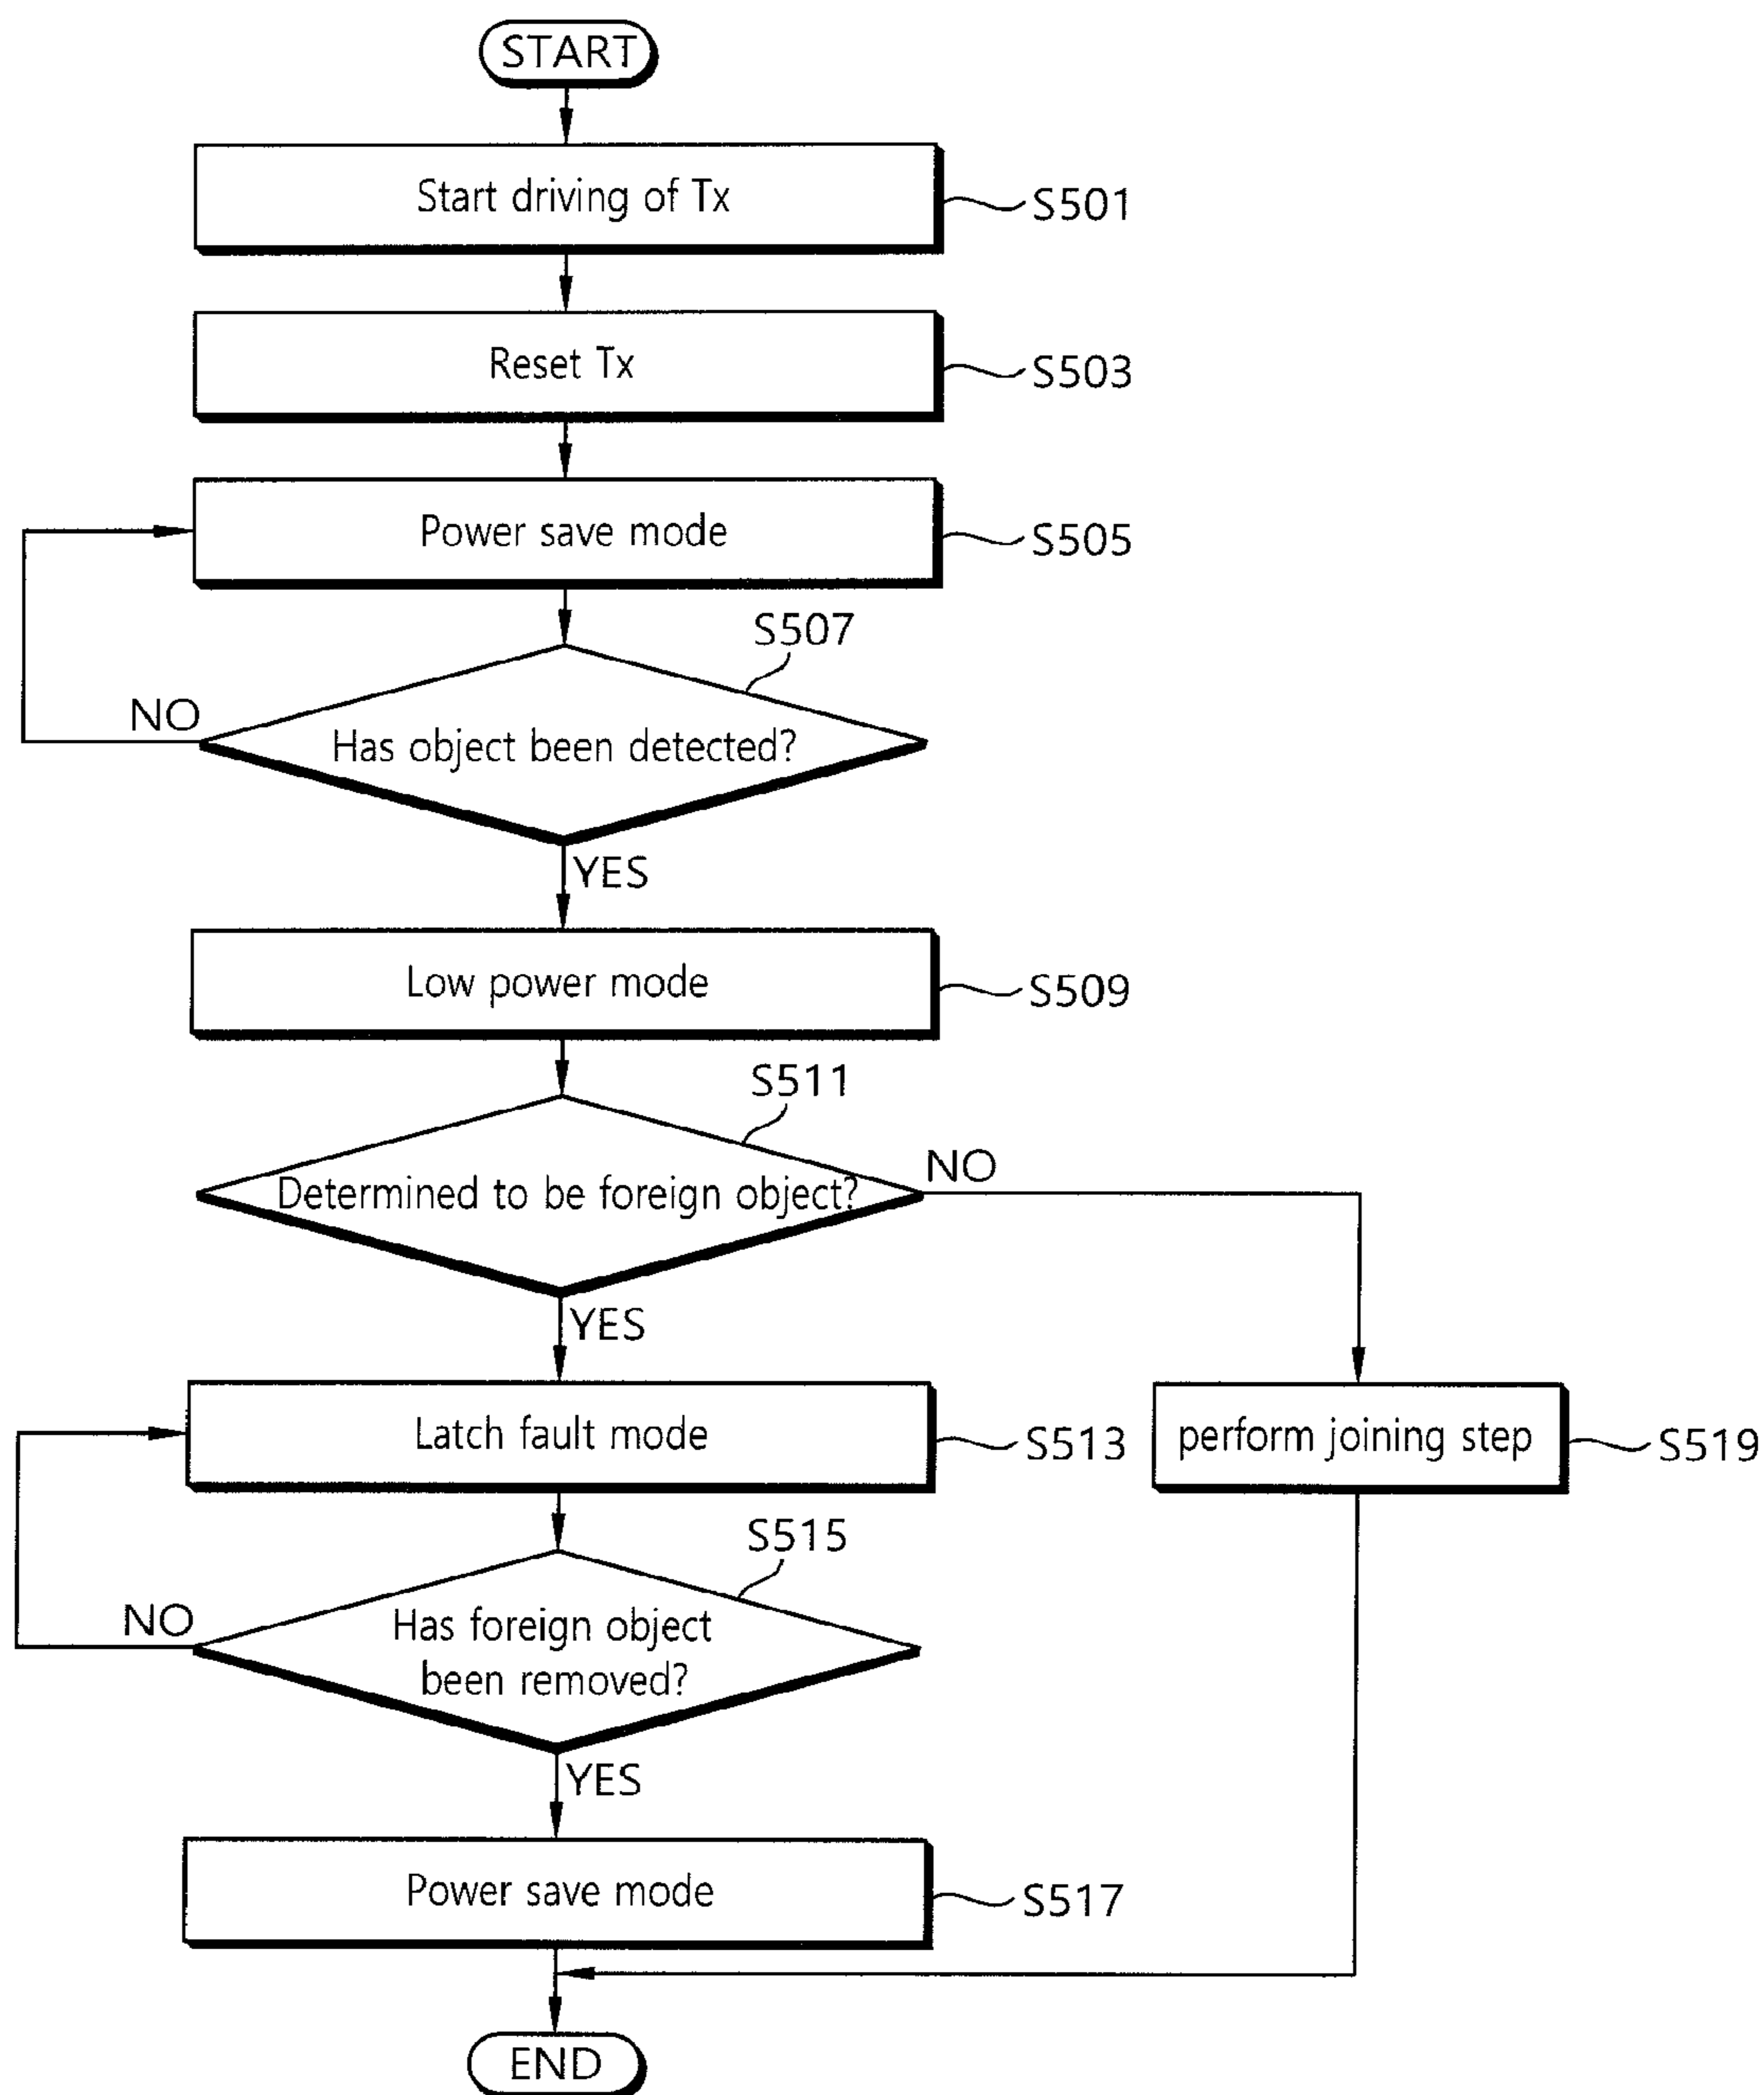 START
Start driving of Tx
S501
Reset Tx
S503
Power save mode
S505
S507
NO
Has object been detected?
YES
Low power mode
S509
S511
NO
Determined to be foreign object?
YES
Latch fault mode
S513
perform joining step
S519
S515
NO
Has foreign object
been removed?
YES
Power save mode
S517
END